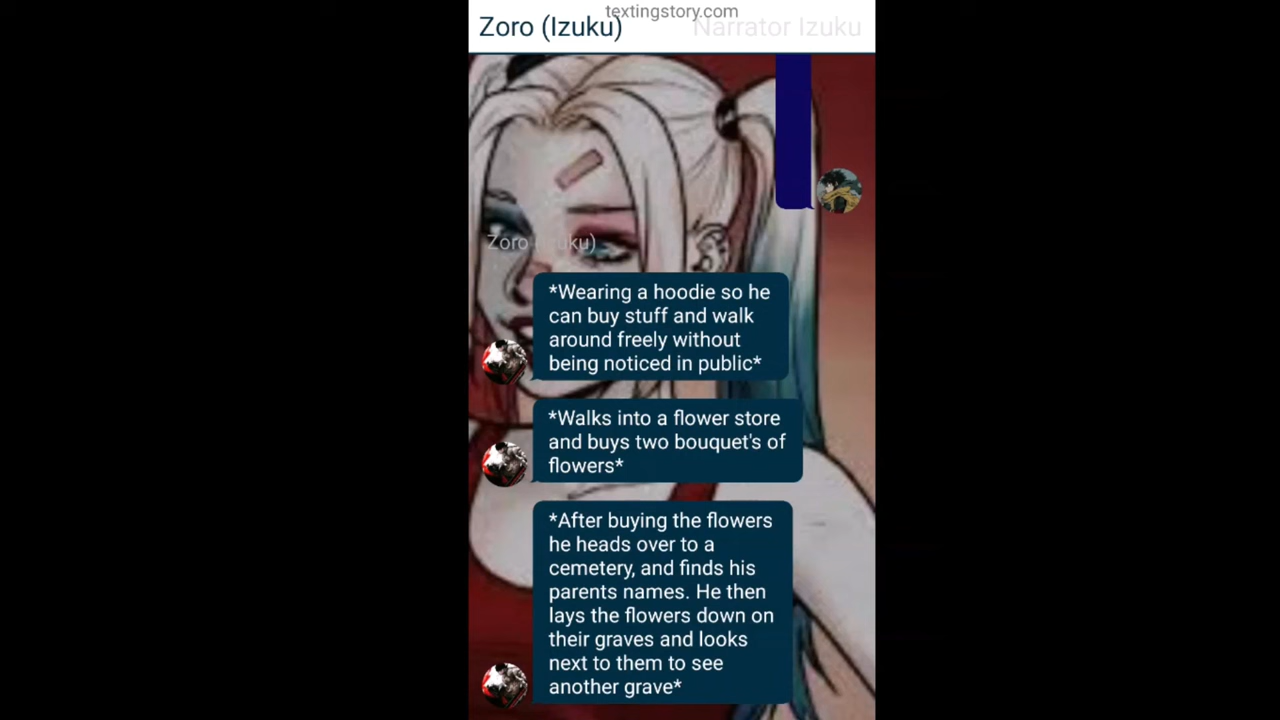 textingstory.com
Zoro (Izuku)
Narrator Izuku
Zoro (Izuku)
*Wearing a hoodie so he
can buy stuff and walk
around freely without
being noticed in public*
*Walks into a flower store
and buys two bouquet's of
flowers*
*After buying the flowers
he heads over to a
cemetery, and finds his
parents names. He then
lays the flowers down on
their graves and looks
next to them to see
another grave*